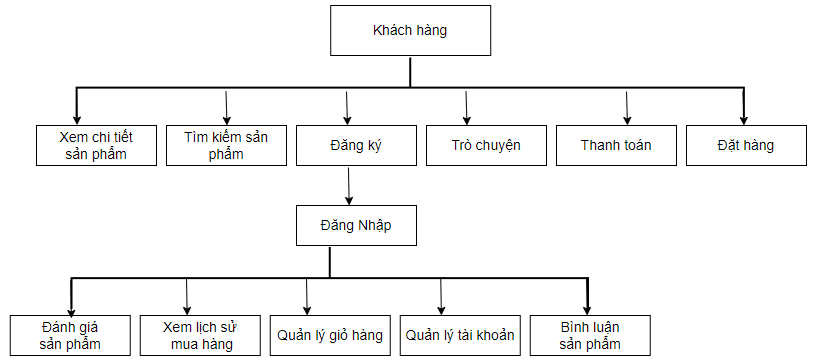 Khách hàng
Xem chi tiết
sản phẩm
Tìm kiếm sản
phẩm
Đăng ký
Trò chuyện
Thanh toán
Đặt hàng
Đăng Nhập
Đánh giá
sản phẩm
Xem lịch sử
mua hàng
Quản lý giỏ hàng
Quản lý tài khoản
Bình luận
sản phẩm